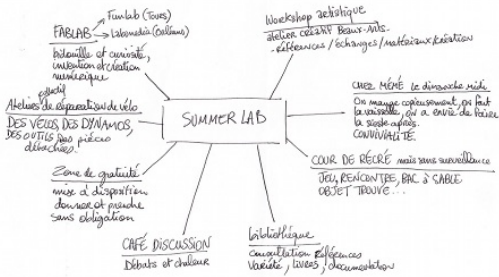 Funlab (Tours)
FABLAB
Labomedia (Orléans)
bidouille et curiosité,
invention et création
numérique
collectif
Ateliers de réparation de vélo
DES VÉLOS, DES DYNAMOS,
DES OUTILS, des pièces
détachées.
Zone de gratuité
mise à disposition
donner et prendre
sans obligation
CAFÉ DISCUSSION
Débats et chaleur
SUMMER LAB
Workshop artistique
atelier créatif Beaux-Arts.
Références / échanges / matériaux / création
CHEZ MÉMÉ le dimanche midi
On mange copieusement, on fait
la vaisselle, on a envie de faire
la sieste après.
CONVIVIALITÉ.
COUR DE RÉCRÉ mais sans surveillance
JEU, RENCONTRE, BAC à SABLE
OBJET TROUVÉ...
bibliothèque
consultation références
variété, livres, documentation